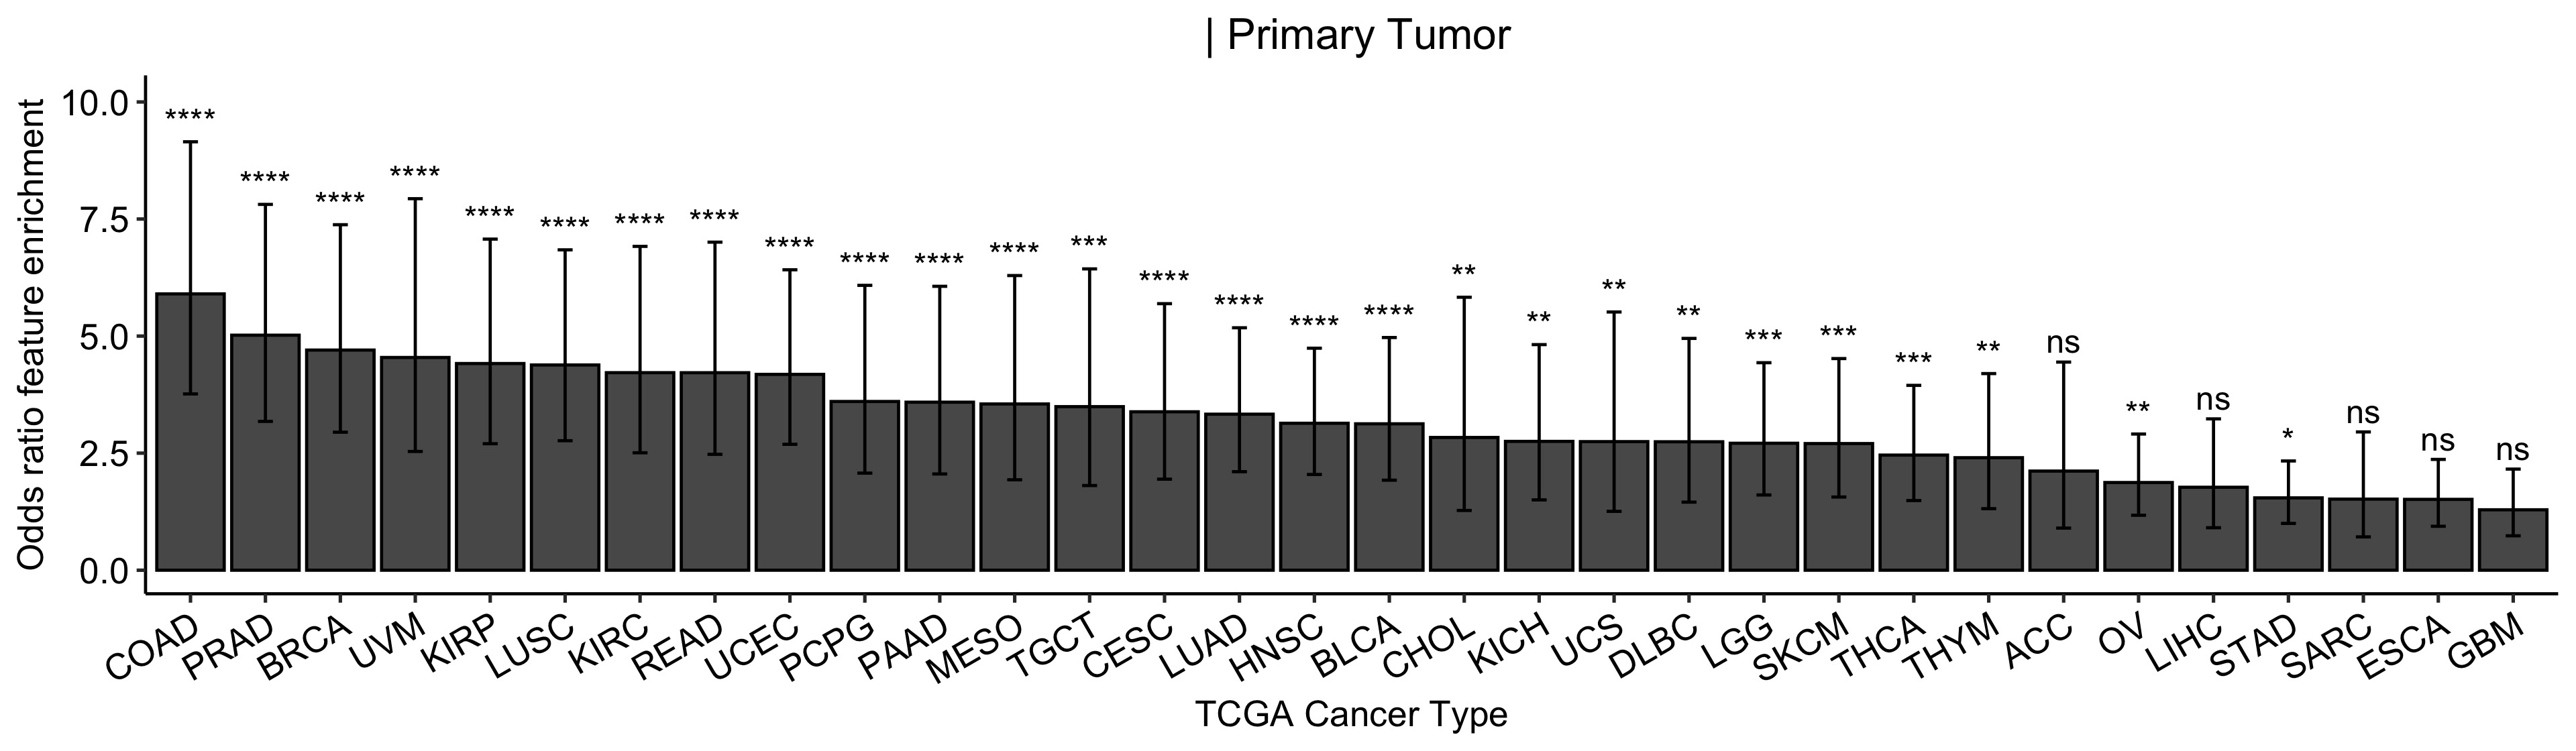 | Primary Tumor
Odds ratio feature enrichment
10.0
7.5
5.0
2.5
0.0
**** **** **** **** **** **** **** **** **** **** **** **** *** **** **** **** **** ** ** ** ** *** *** *** ** ns ** ns * ns ns ns
COAD PRAD BRCA UVM KIRP LUSC KIRC READ UCEC PCPG PAAD MESO TGCT CESC LUAD HNSC BLCA CHOL KICH UCS DLBC LGG SKCM THCA THYM ACC OV LIHC STAD SARC ESCA GBM
TCGA Cancer Type